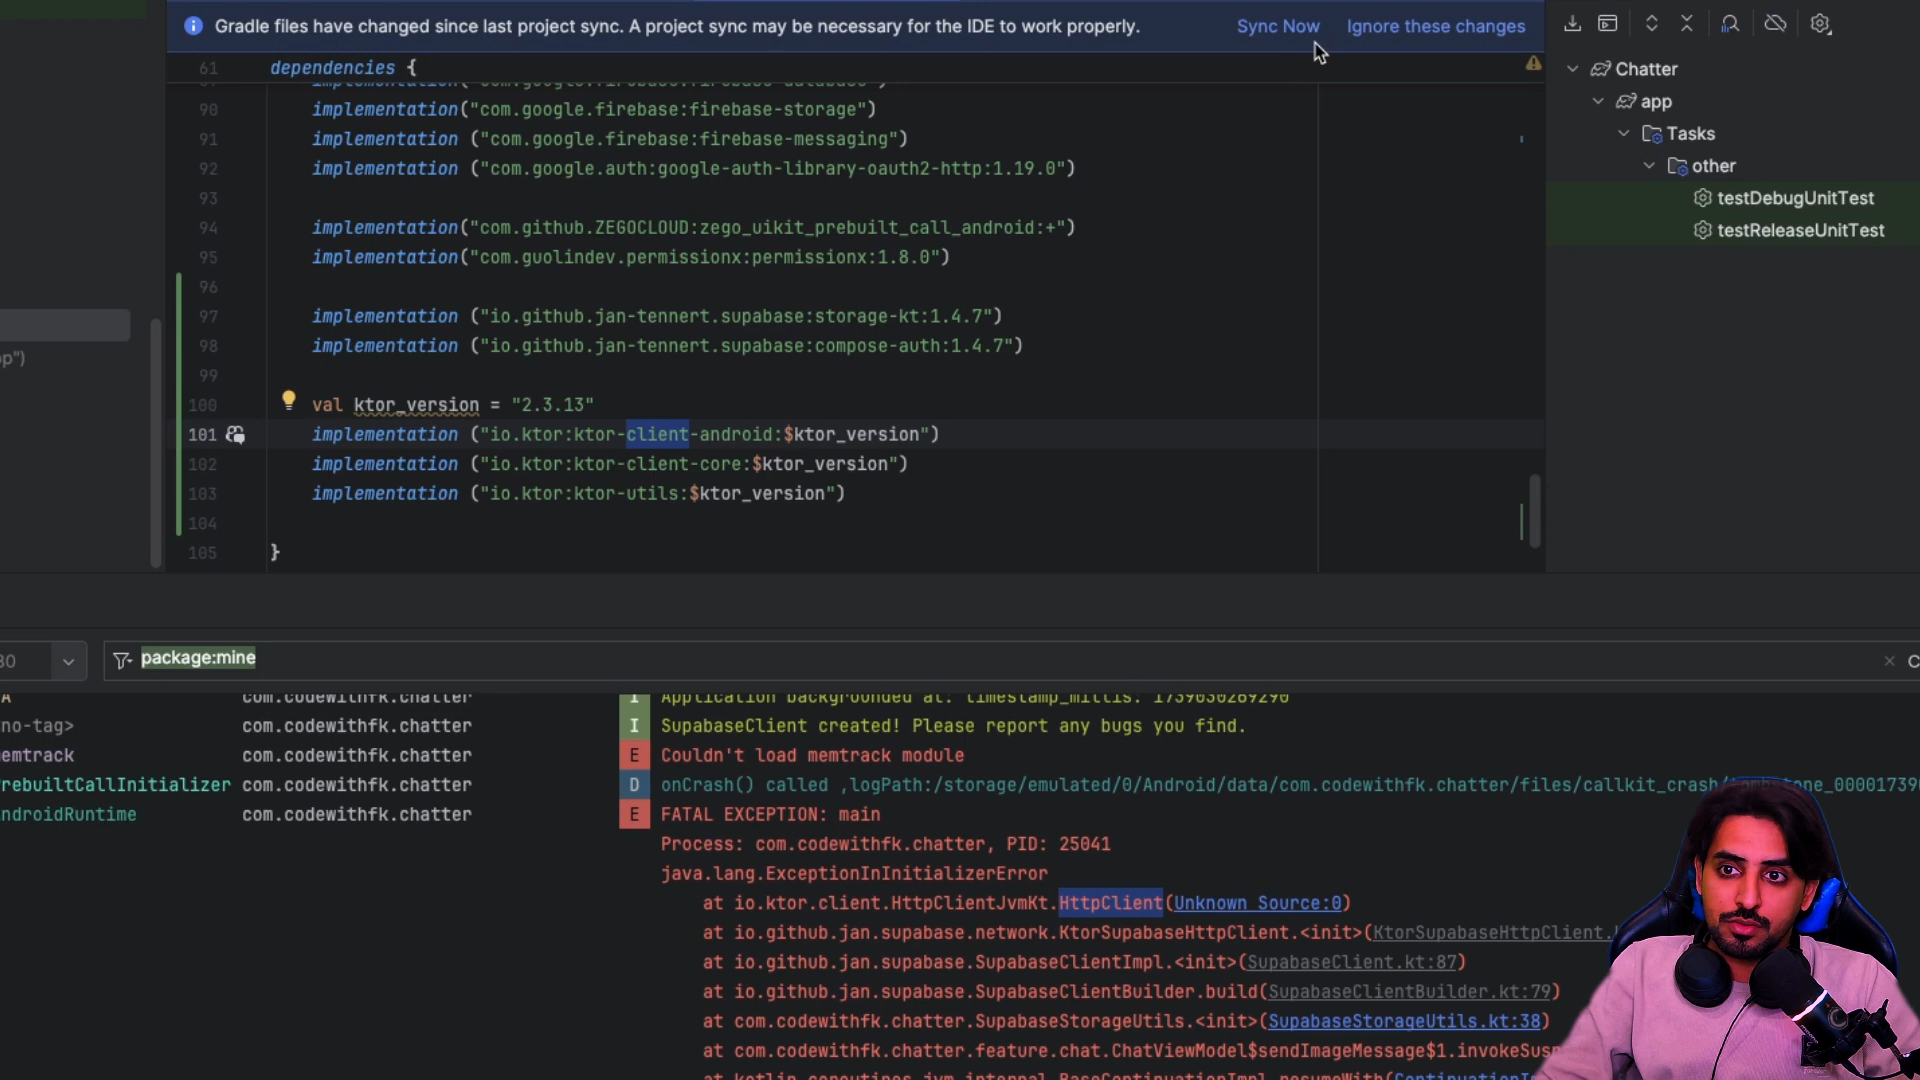 Gradle files have changed since last project sync. A project sync may be necessary for the IDE to work properly. Sync Now Ignore these changes
61 dependencies {
90 implementation("com.google.firebase:firebase-storage")
91 implementation ("com.google.firebase:firebase-messaging")
92 implementation ("com.google.auth:google-auth-library-oauth2-http:1.19.0")
93
94 implementation("com.github.ZEGOCLOUD:zego_uikit_prebuilt_call_android:+")
95 implementation("com.guolindev.permissionx:permissionx:1.8.0")
96
97 implementation ("io.github.jan-tennert.supabase:storage-kt:1.4.7")
98 implementation ("io.github.jan-tennert.supabase:compose-auth:1.4.7")
99
100 val ktor_version = "2.3.13"
101 implementation ("io.ktor:ktor-client-android:$ktor_version")
102 implementation ("io.ktor:ktor-client-core:$ktor_version")
103 implementation ("io.ktor:ktor-utils:$ktor_version")
104
105 }
Chatter
app
Tasks
other
testDebugUnitTest
testReleaseUnitTest
op")
package:mine
A com.codewithfk.chatter I Application backgrounded at: timestamp_millis: 1739030289290
no-tag> com.codewithfk.chatter I SupabaseClient created! Please report any bugs you find.
emtrack com.codewithfk.chatter E Couldn't load memtrack module
rebuiltCallInitializer com.codewithfk.chatter D onCrash() called ,logPath:/storage/emulated/0/Android/data/com.codewithfk.chatter/files/callkit_crash/
ndroidRuntime com.codewithfk.chatter E FATAL EXCEPTION: main
Process: com.codewithfk.chatter, PID: 25041
java.lang.ExceptionInInitializerError
at io.ktor.client.HttpClientJvmKt.HttpClient(Unknown Source:0)
at io.github.jan.supabase.network.KtorSupabaseHttpClient.<init>(KtorSupabaseHttpClient.
at io.github.jan.supabase.SupabaseClientImpl.<init>(SupabaseClient.kt:87)
at io.github.jan.supabase.SupabaseClientBuilder.build(SupabaseClientBuilder.kt:79)
at com.codewithfk.chatter.SupabaseStorageUtils.<init>(SupabaseStorageUtils.kt:38)
at com.codewithfk.chatter.feature.chat.ChatViewModel$sendImageMessage$1.invokeSusp